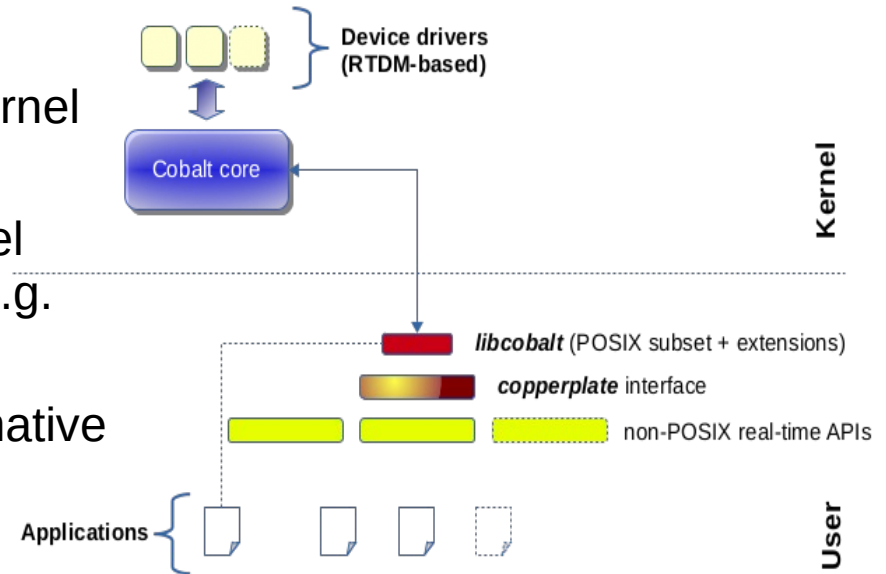 Device drivers
(RTDM-based)
rnel
Cobalt core
Kernel
el
.g.
libcobalt (POSIX subset + extensions)
copperplate interface
native
non-POSIX real-time APIs
Applications
User